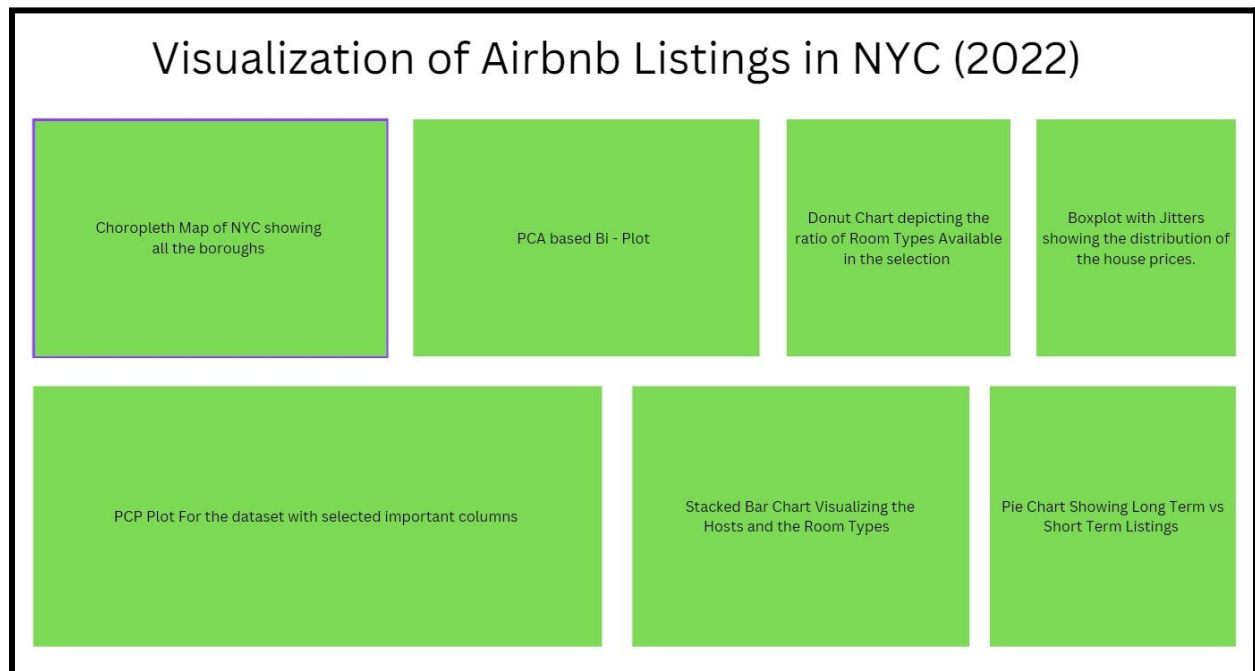 Visualization of Airbnb Listings in NYC (2022)
Choropleth Map of NYC showing
all the boroughs
PCA based Bi - Plot
Donut Chart depicting the
ratio of Room Types Available
in the selection
Boxplot with Jitters
showing the distribution of
the house prices.
PCP Plot For the dataset with selected important columns
Stacked Bar Chart Visualizing the
Hosts and the Room Types
Pie Chart Showing Long Term vs
Short Term Listings